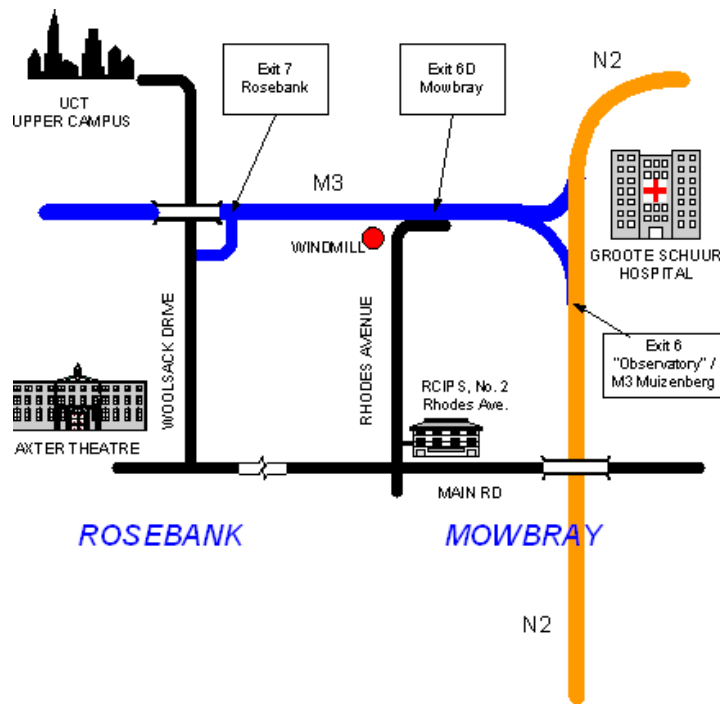 N2
Exit 7
Rosebank
Exit 6D
Mowbray
UCT
UPPER CAMPUS
M3
WINDMILL
GROOTE SCHUUR
HOSPITAL
WOOLSACK DRIVE
RHODES AVENUE
Exit 6
"Observatory" /
M3 Muizenberg
RCIPS, No. 2
Rhodes Ave.
AXTER THEATRE
MAIN RD
ROSEBANK
MOWBRAY
N2